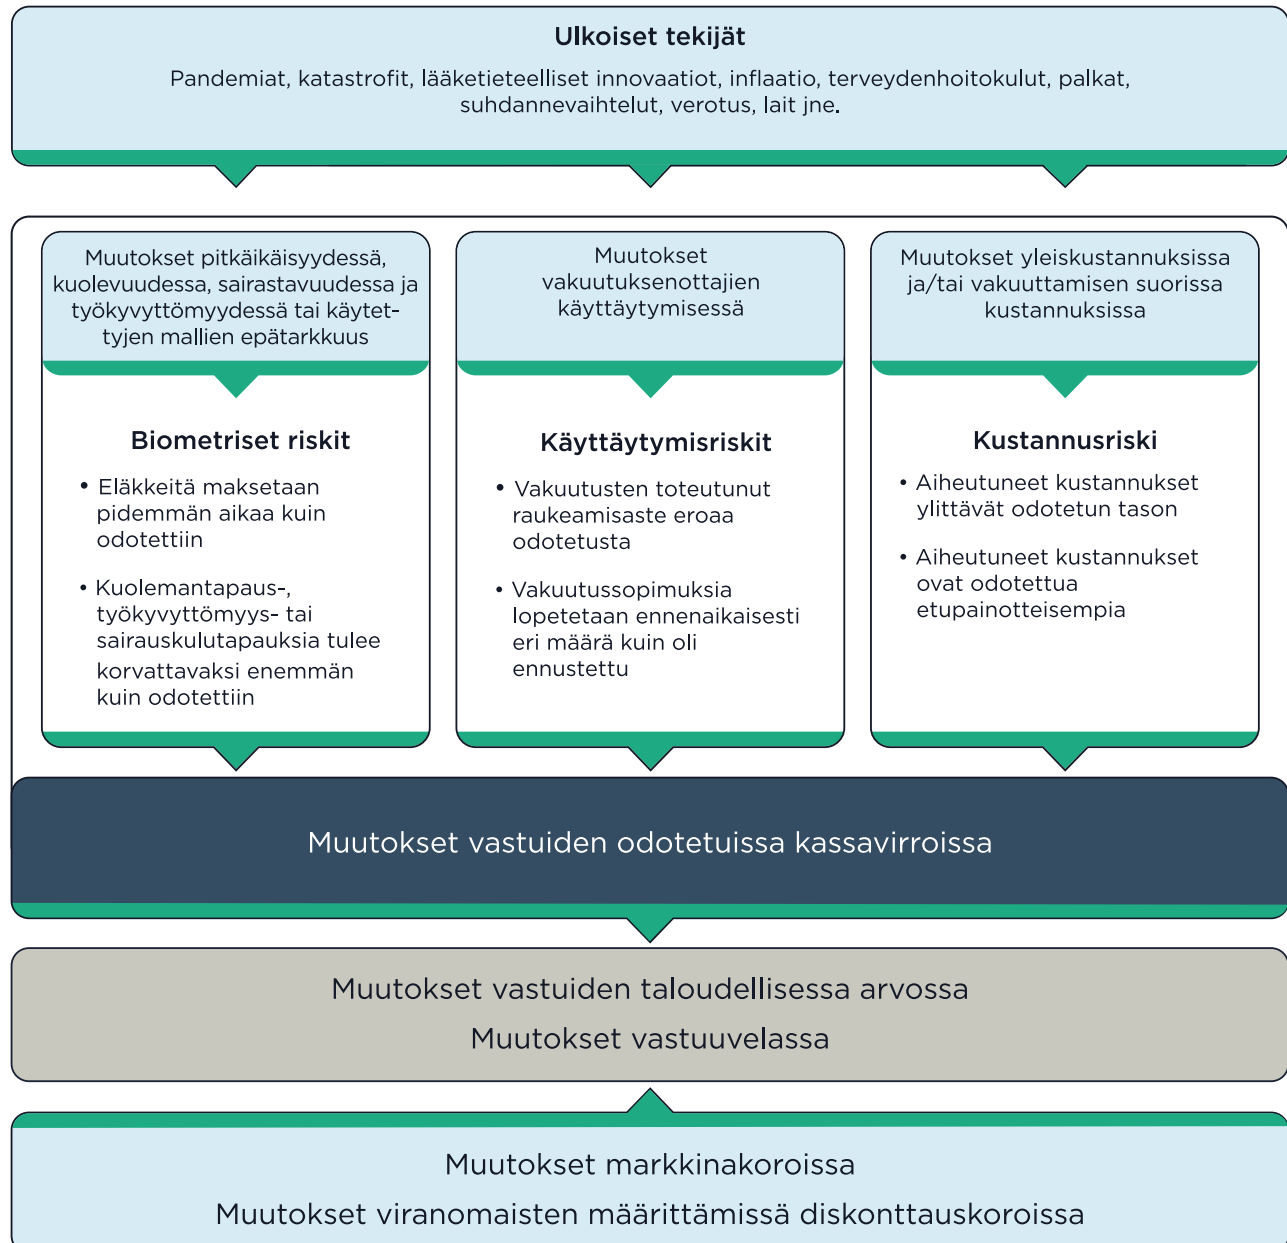 Ulkoiset tekijät
Pandemiat, katastrofit, lääketieteelliset innovaatiot, inflaatio, terveydenhoitokulut, palkat,
suhdannevaihtelut, verotus, lait jne.
Muutokset pitkäikäisyydessä,
kuolevuudessa, sairastavuudessa ja
työkyvyttömyydessä tai käytet-
tyjen mallien epätarkkuus
Biometriset riskit
• Eläkkeitä maksetaan
pidemmän aikaa kuin
odotettiin
• Kuolemantapaus-,
työkyvyttömyys- tai
sairauskulutapauksia tulee
korvattavaksi enemmän
kuin odotettiin
Muutokset
vakuutuksenottajien
käyttäytymisessä
Käyttäytymisriskit
• Vakuutusten toteutunut
raukeamisaste eroaa
odotetusta
• Vakuutussopimuksia
lopetetaan ennenaikaisesti
eri määrä kuin oli
ennustettu
Muutokset yleiskustannuksissa
ja/tai vakuuttamisen suorissa
kustannuksissa
Kustannusriski
• Aiheutuneet kustannukset
ylittävät odotetun tason
• Aiheutuneet kustannukset
ovat odotettua
etupainotteisempia
Muutokset vastuiden odotetuissa kassavirroissa
Muutokset vastuiden taloudellisessa arvossa
Muutokset vastuuvelassa
Muutokset markkinakoroissa
Muutokset viranomaisten määrittämissä diskonttauskoroissa